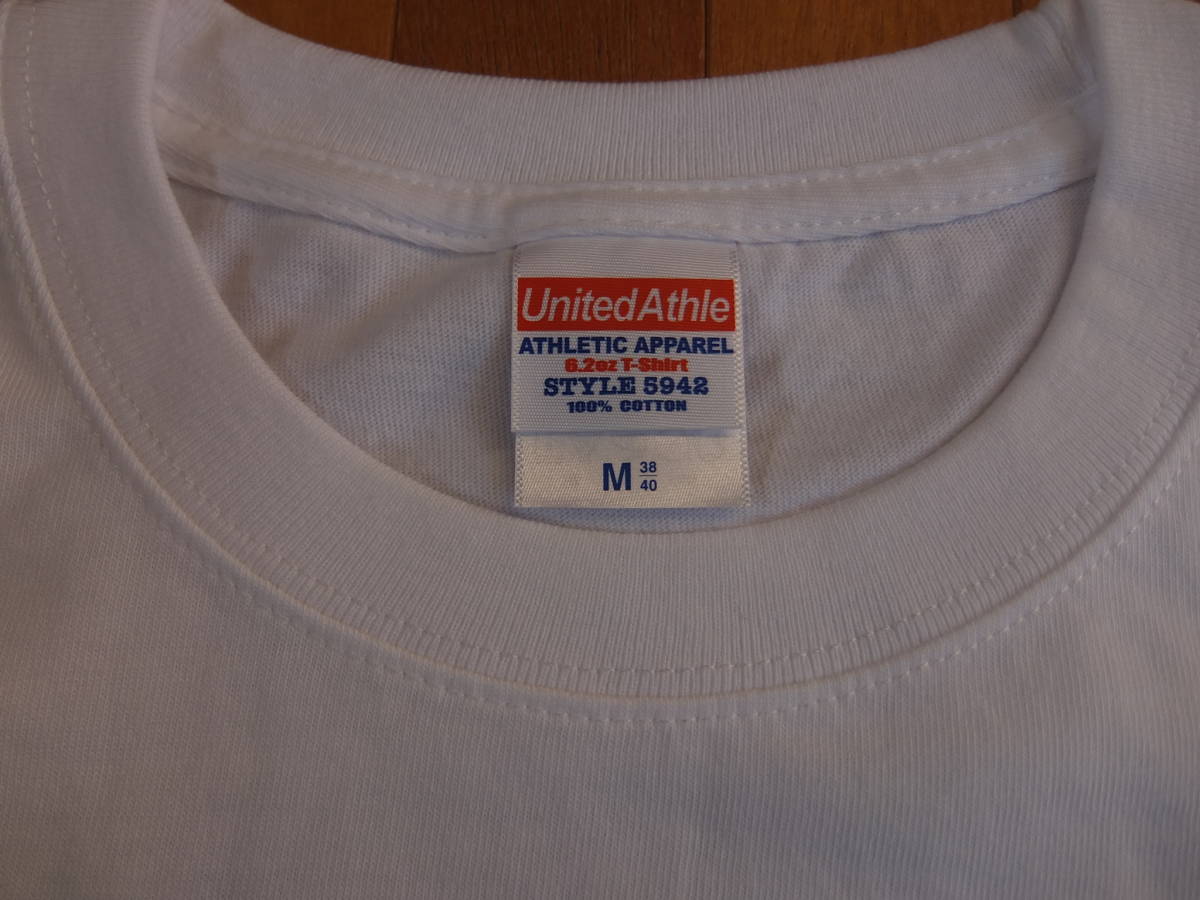 UnitedAthle
ATHLETIC APPAREL
6.2oz T-Shirt
STYLE 5942
100% COTTON
M 38
40